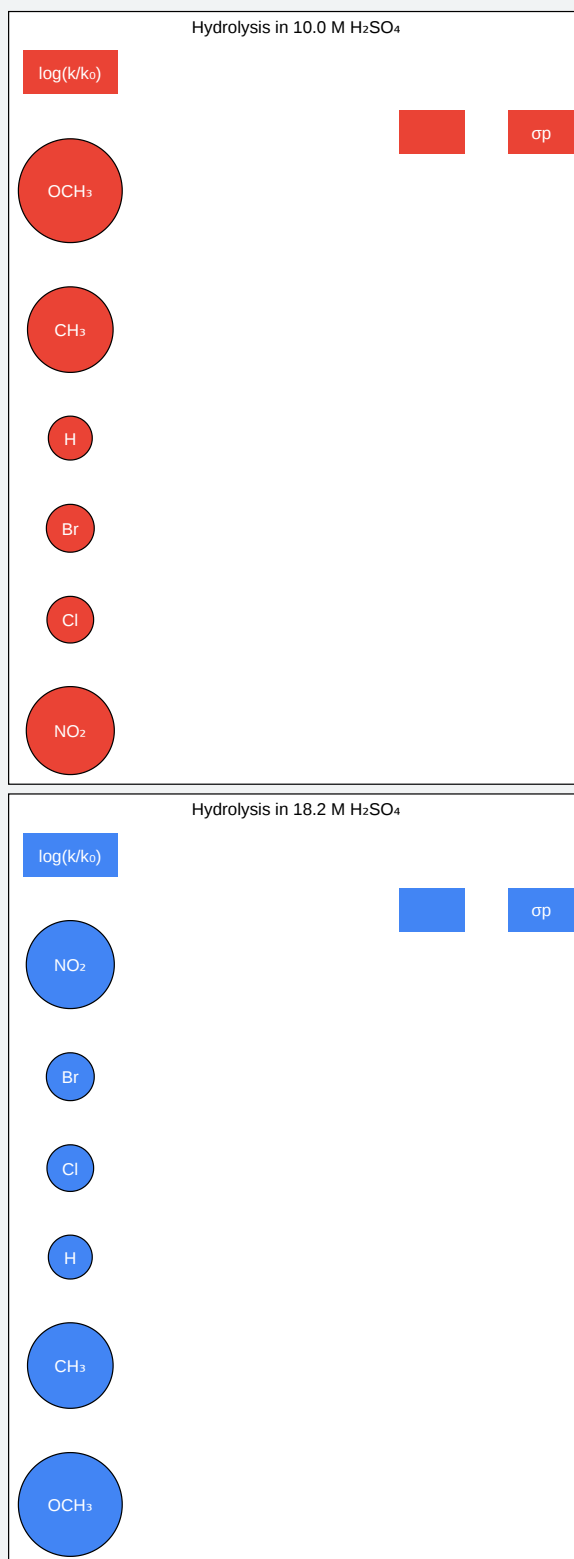 Hydrolysis in 10.0 M H₂SO₄
log(k/k₀)
σp
OCH₃
CH₃
H
Br
Cl
NO₂
Hydrolysis in 18.2 M H₂SO₄
log(k/k₀)
σp
NO₂
Br
Cl
H
CH₃
OCH₃